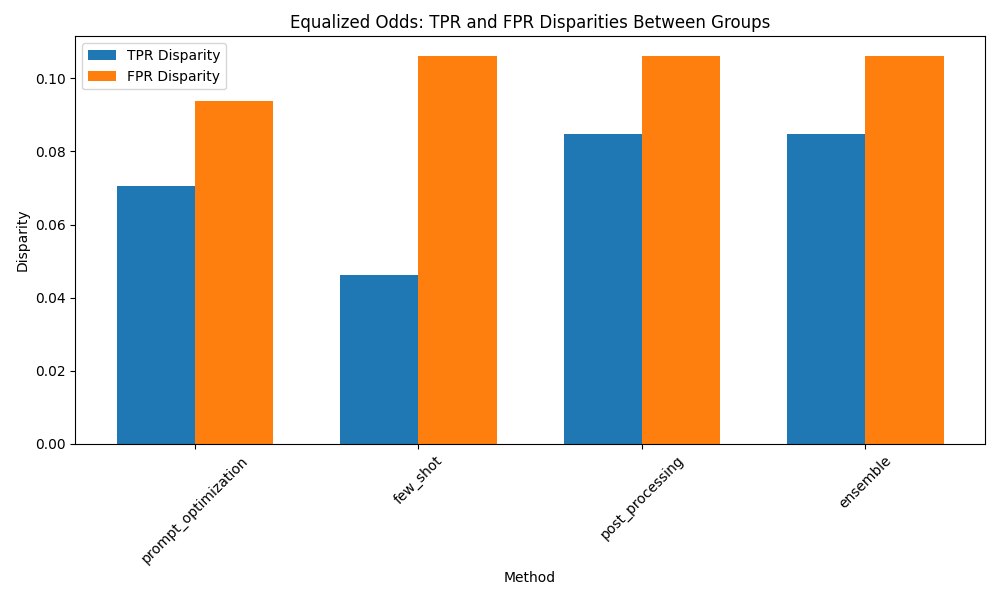 Equalized Odds: TPR and FPR Disparities Between Groups
TPR Disparity
FPR Disparity
Disparity
0.10
0.08
0.06
0.04
0.02
0.00
prompt_optimization
few_shot
post_processing
ensemble
Method